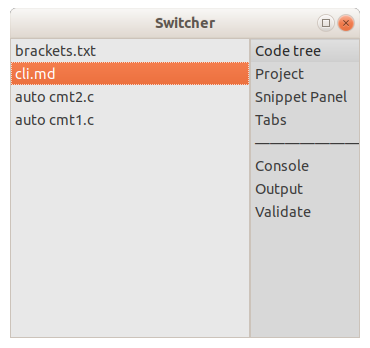 Switcher
brackets.txt
cli.md
auto cmt2.c
auto cmt1.c
Code tree
Project
Snippet Panel
Tabs
Console
Output
Validate